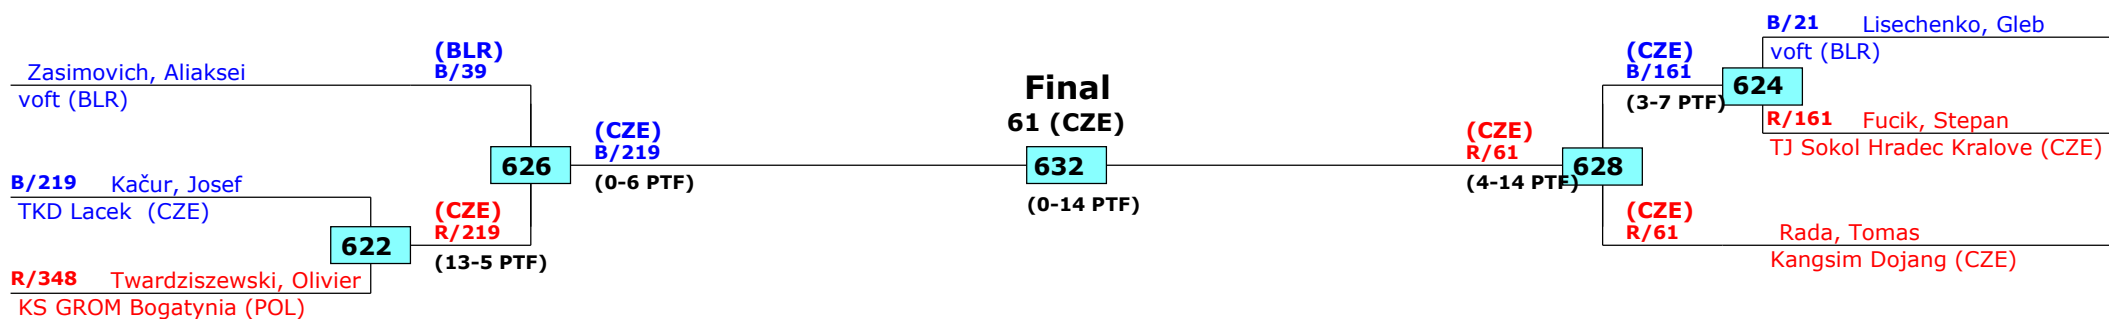 (BLR)
B/39
Zasimovich, Aliaksei
voft (BLR)
B/219 Kačur, Josef
TKD Lacek (CZE)
622
R/348 Twardziszewski, Olivier
KS GROM Bogatynia (POL)
(CZE)
R/219
(13-5 PTF)
626
(CZE)
B/219
(0-6 PTF)
Final
61 (CZE)
632
(0-14 PTF)
(CZE)
R/61
(4-14 PTF)
628
(CZE)
B/161
(3-7 PTF)
624
B/21 Lisechenko, Gleb
voft (BLR)
R/161 Fucik, Stepan
TJ Sokol Hradec Kralove (CZE)
(CZE)
R/61
Rada, Tomas
Kangsim Dojang (CZE)